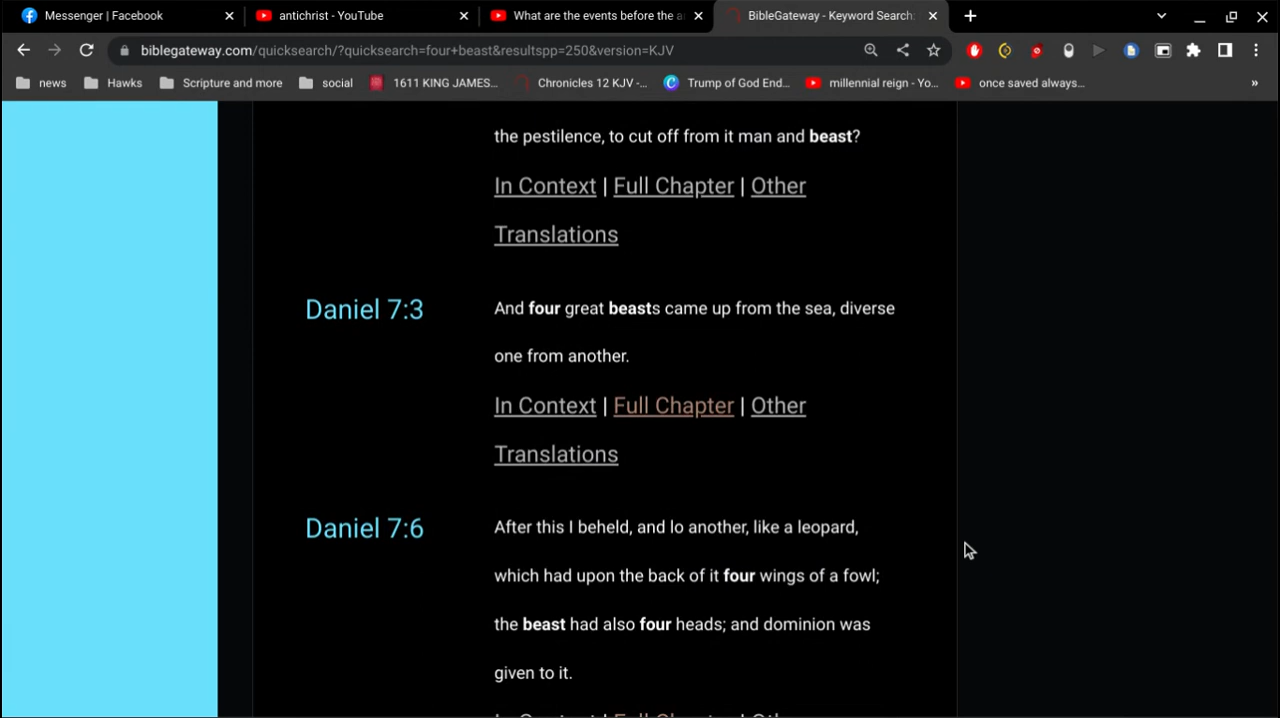 Messenger | Facebook
antichrist - YouTube
What are the events before the a
BibleGateway - Keyword Search:
biblegateway.com/quicksearch/?quicksearch=four+beast&resultspp=250&version=KJV
news
Hawks
Scripture and more
social
1611 KING JAMES...
Chronicles 12 KJV -...
Trump of God End...
millennial reign - Yo...
once saved always...
»
the pestilence, to cut off from it man and beast?
In Context | Full Chapter | Other
Translations
Daniel 7:3
And four great beasts came up from the sea, diverse
one from another.
In Context | Full Chapter | Other
Translations
Daniel 7:6
After this I beheld, and lo another, like a leopard,
which had upon the back of it four wings of a fowl;
the beast had also four heads; and dominion was
given to it.
In Context | Full Chapter | Other